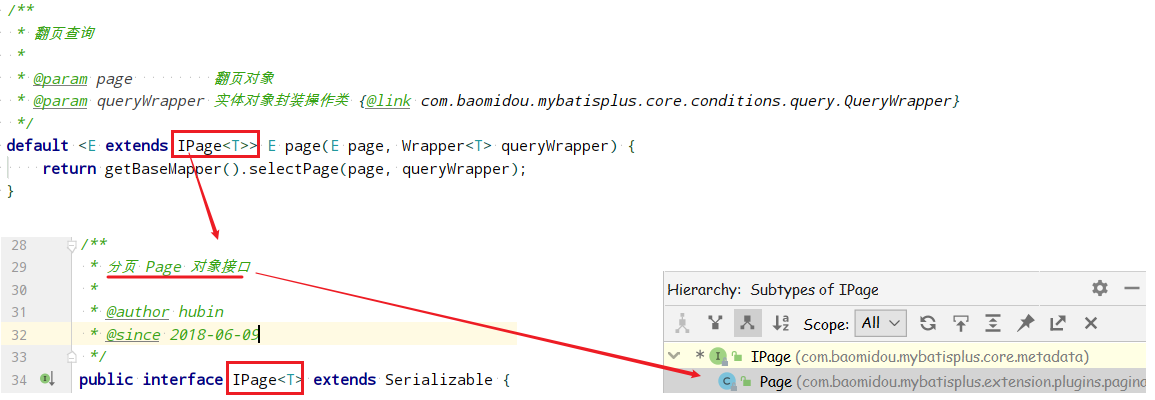 /**
* 翻页查询
*
* @param page 翻页对象
* @param queryWrapper 实体对象封装操作类 {@link com.baomidou.mybatisplus.core.conditions.query.QueryWrapper}
*/
default <E extends IPage<T>> E page(E page, Wrapper<T> queryWrapper) {
return getBaseMapper().selectPage(page, queryWrapper);
}
28 /**
29 * 分页 Page 对象接口
30 *
31 * @author hubin
32 * @since 2018-06-09
33 */
34 public interface IPage<T> extends Serializable {
Hierarchy: Subtypes of IPage
Scope: All
* IPage (com.baomidou.mybatisplus.core.metadata)
Page (com.baomidou.mybatisplus.extension.plugins.pagina